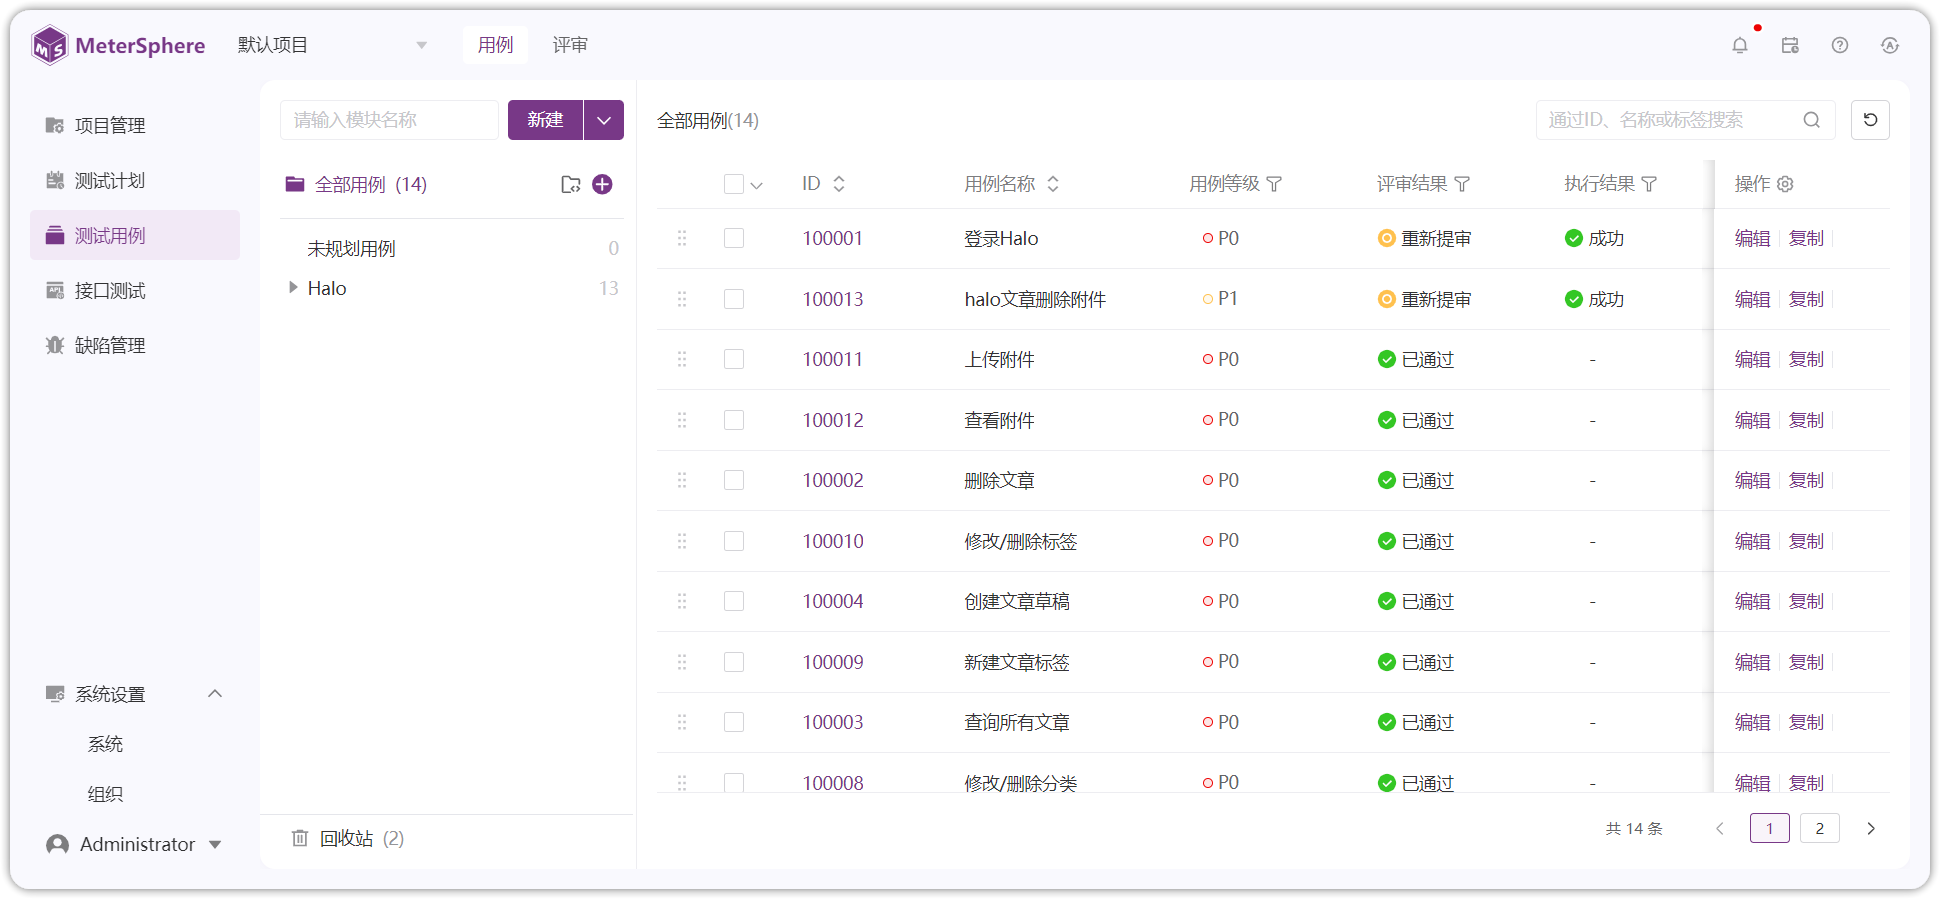 MeterSphere 默认项目 用例 评审
项目管理
测试计划
测试用例
接口测试
缺陷管理
系统设置
系统
组织
Administrator
请输入模块名称 新建
全部用例 (14)
未规划用例 0
Halo 13
回收站 (2)
全部用例(14) 通过ID、名称或标签搜索
ID 用例名称 用例等级 评审结果 执行结果 操作
100001 登录Halo P0 重新提审 成功 编辑 复制
100013 halo文章删除附件 P1 重新提审 成功 编辑 复制
100011 上传附件 P0 已通过 - 编辑 复制
100012 查看附件 P0 已通过 - 编辑 复制
100002 删除文章 P0 已通过 - 编辑 复制
100010 修改/删除标签 P0 已通过 - 编辑 复制
100004 创建文章草稿 P0 已通过 - 编辑 复制
100009 新建文章标签 P0 已通过 - 编辑 复制
100003 查询所有文章 P0 已通过 - 编辑 复制
100008 修改/删除分类 P0 已通过 - 编辑 复制
共 14 条 1 2